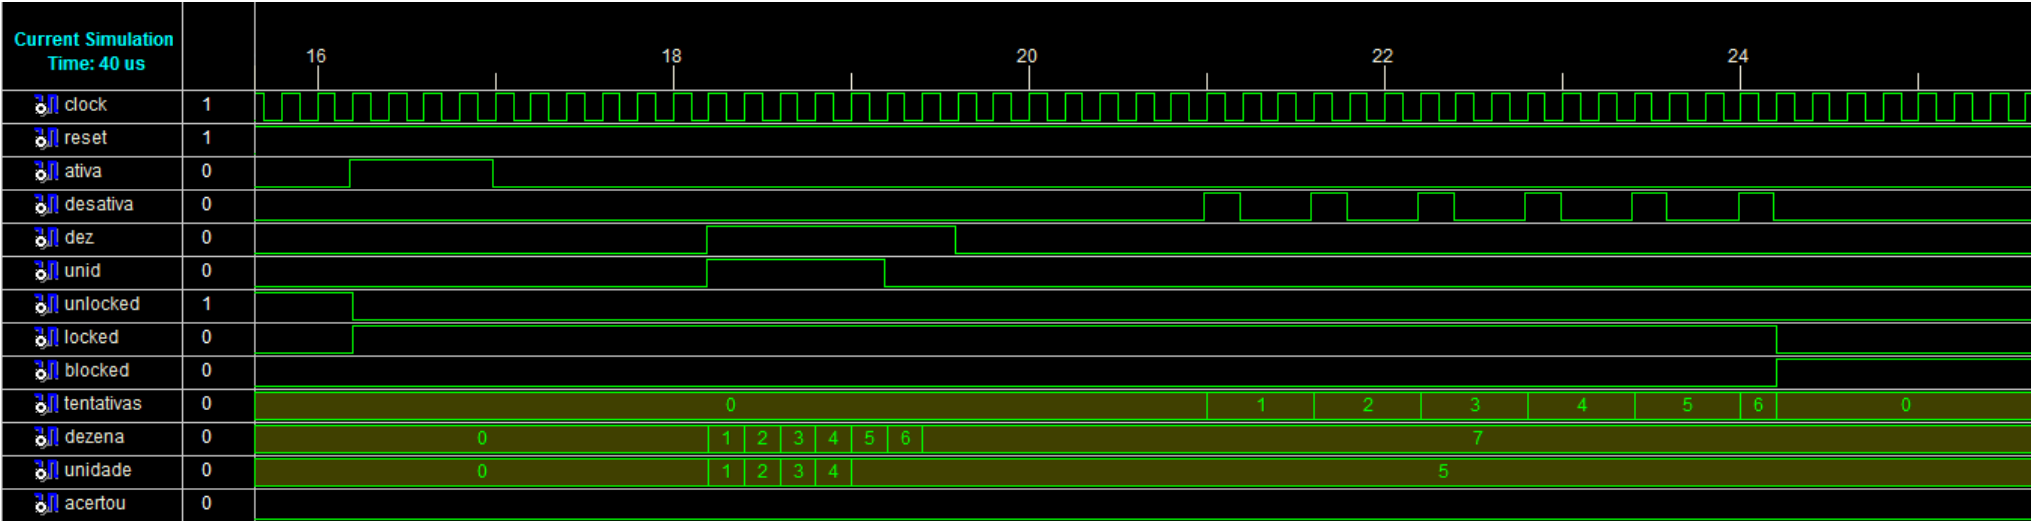 Current Simulation
Time: 40 us
16 18 20 22 24
clock 1
reset 1
ativa 0
desativa 0
dez 0
unid 0
unlocked 1
locked 0
blocked 0
tentativas 0 0 1 2 3 4 5 6 0
dezena 0 0 1 2 3 4 5 6 7
unidade 0 0 1 2 3 4 5
acertou 0